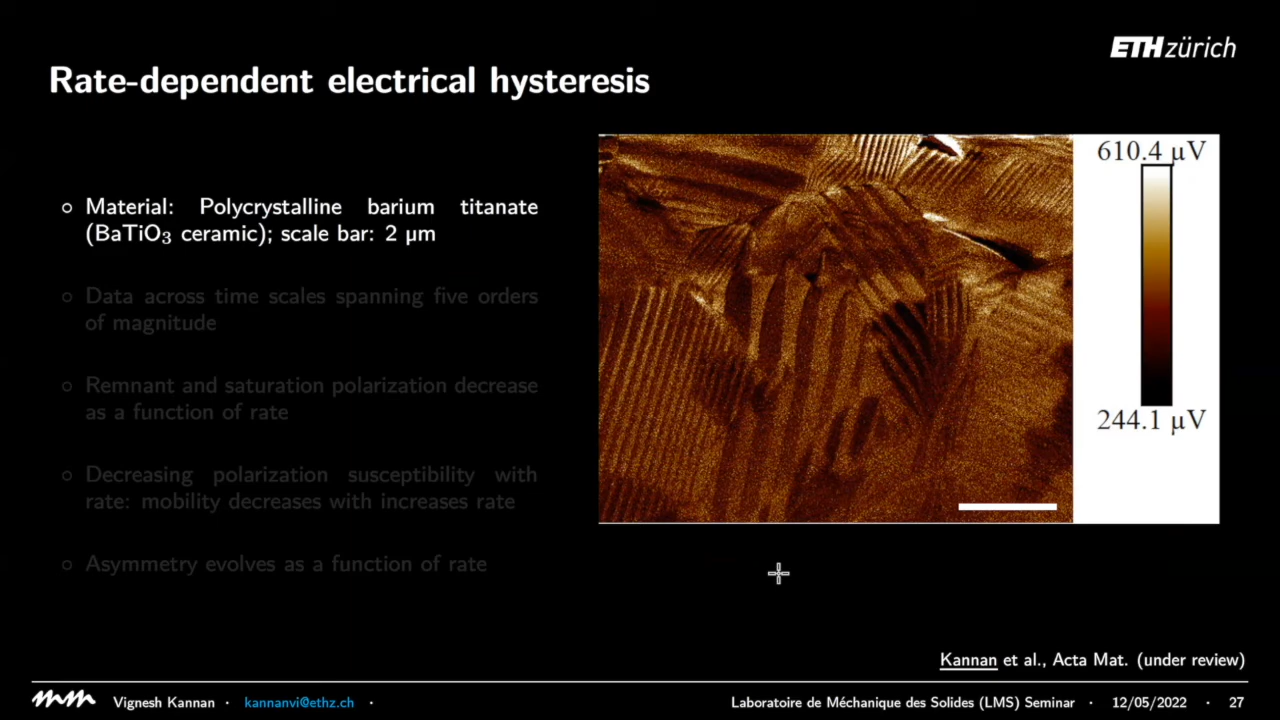 ETH zürich
Rate-dependent electrical hysteresis
Material: Polycrystalline barium titanate
(BaTiO₃ ceramic); scale bar: 2 μm
Data across time scales spanning five orders
of magnitude
Remnant and saturation polarization decrease
as a function of rate
Decreasing polarization susceptibility with
rate: mobility decreases with increases rate
Asymmetry evolves as a function of rate
610.4 μV
244.1 μV
Kannan et al., Acta Mat. (under review)
Vignesh Kannan · kannanvi@ethz.ch ·
Laboratoire de Méchanique des Solides (LMS) Seminar · 12/05/2022 · 27